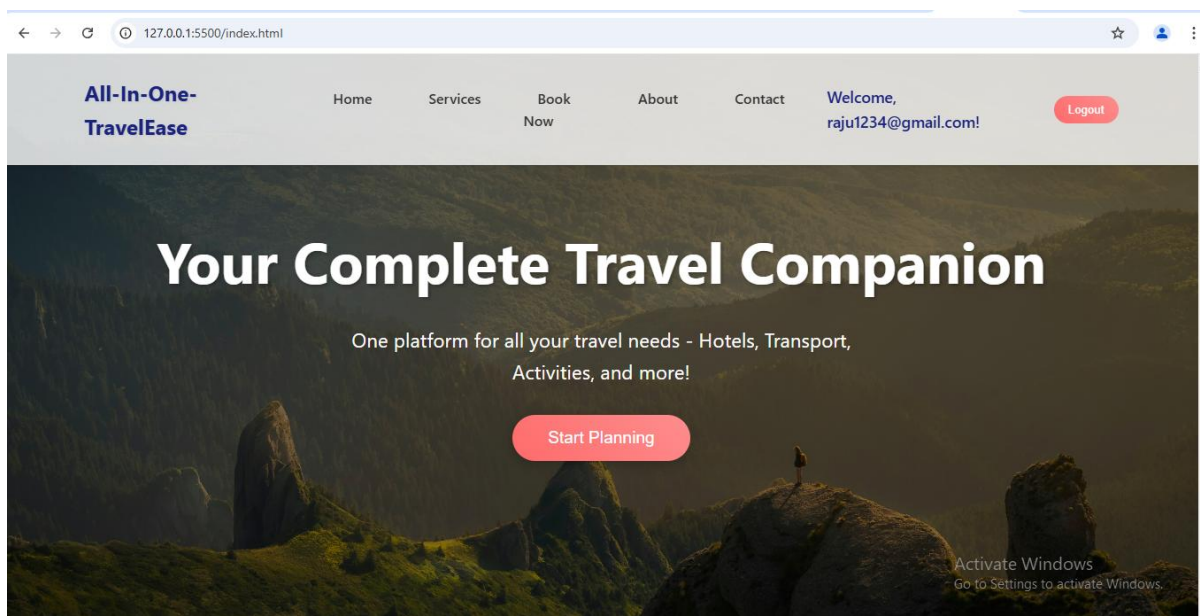 127.0.0.1:5500/index.html
All-In-One-
TravelEase
Home
Services
Book
Now
About
Contact
Welcome,
raju1234@gmail.com!
Logout
Your Complete Travel Companion
One platform for all your travel needs - Hotels, Transport,
Activities, and more!
Start Planning
Activate Windows
Go to Settings to activate Windows.